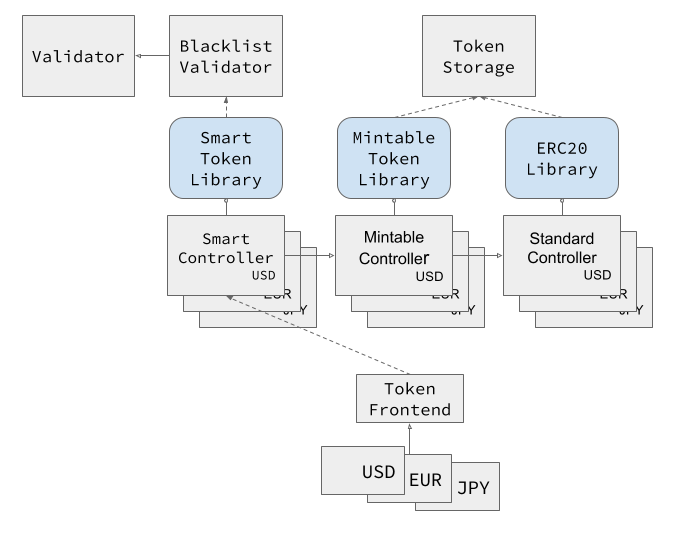 Validator
Blacklist
Validator
Token
Storage
Smart
Token
Library
Mintable
Token
Library
ERC20
Library
Smart
Controller
USD
EUR
JPY
Mintable
Controller
USD
EUR
JPY
Standard
Controller
USD
EUR
JPY
Token
Frontend
USD
EUR
JPY